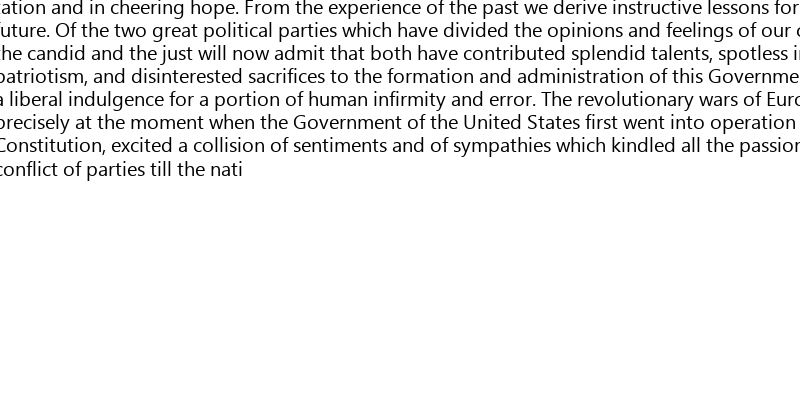 tation and in cheering hope. From the experience of the past we derive instructive lessons for
future. Of the two great political parties which have divided the opinions and feelings of our
the candid and the just will now admit that both have contributed splendid talents, spotless
patriotism, and disinterested sacrifices to the formation and administration of this Governme
a liberal indulgence for a portion of human infirmity and error. The revolutionary wars of Euro
precisely at the moment when the Government of the United States first went into operation
Constitution, excited a collision of sentiments and of sympathies which kindled all the passion
conflict of parties till the nati